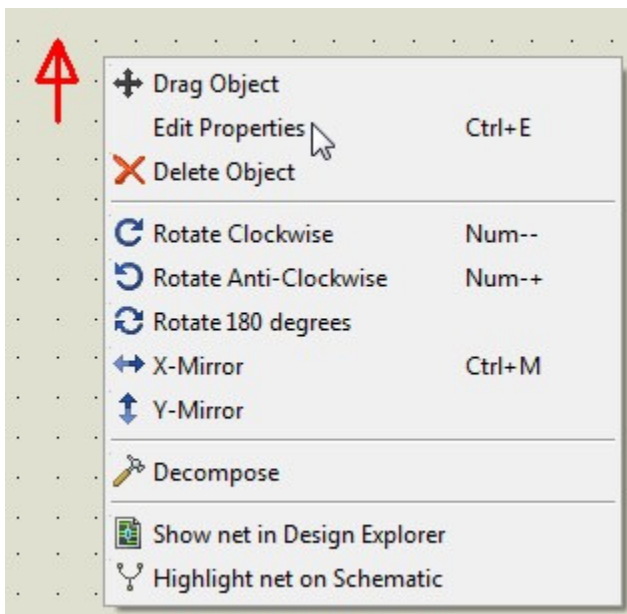 Drag Object
Edit Properties Ctrl+E
Delete Object
Rotate Clockwise Num--
Rotate Anti-Clockwise Num-+
Rotate 180 degrees
X-Mirror Ctrl+M
Y-Mirror
Decompose
Show net in Design Explorer
Highlight net on Schematic